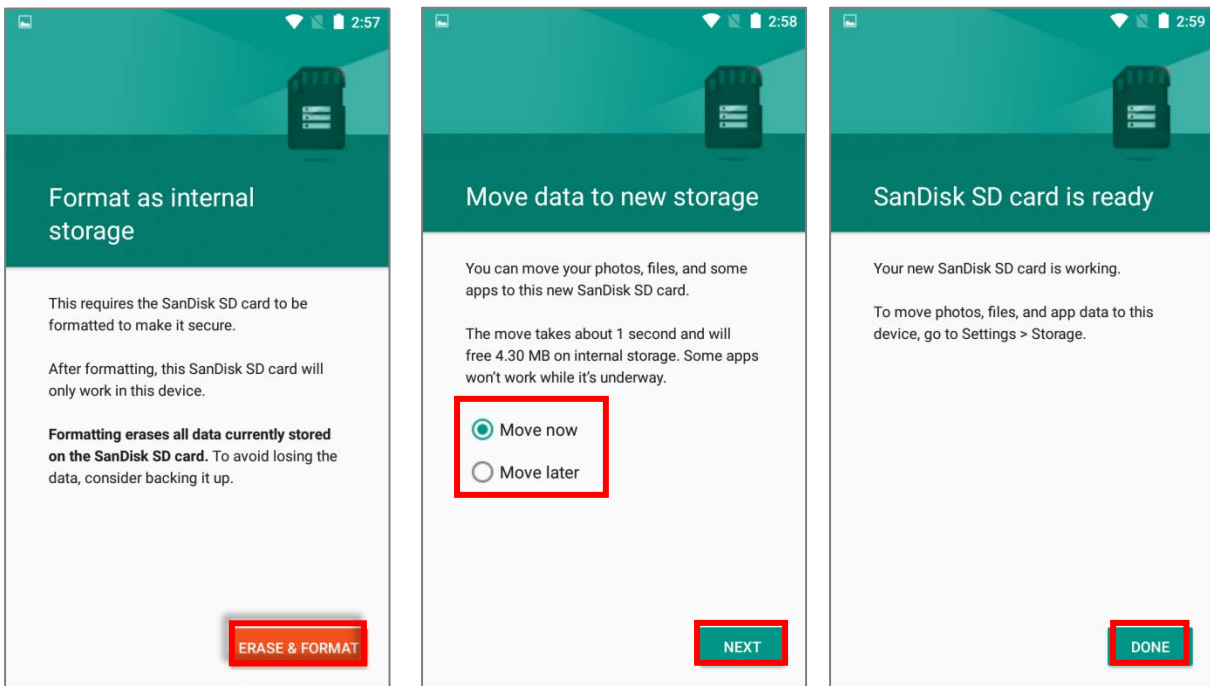 2:57
Format as internal
storage
This requires the SanDisk SD card to be
formatted to make it secure.
After formatting, this SanDisk SD card will
only work in this device.
Formatting erases all data currently stored
on the SanDisk SD card. To avoid losing the
data, consider backing it up.
ERASE & FORMAT
2:58
Move data to new storage
You can move your photos, files, and some
apps to this new SanDisk SD card.
The move takes about 1 second and will
free 4.30 MB on internal storage. Some apps
won't work while it's underway.
Move now
Move later
NEXT
2:59
SanDisk SD card is ready
Your new SanDisk SD card is working.
To move photos, files, and app data to this
device, go to Settings > Storage.
DONE